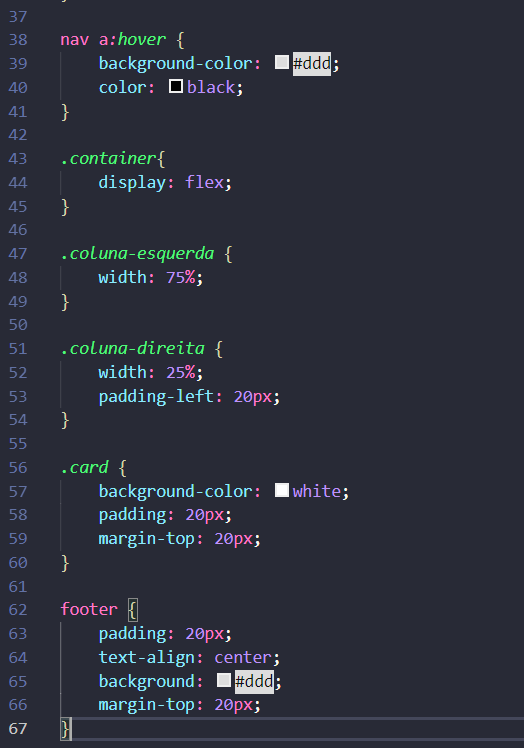 37
38 nav a:hover {
39     background-color: #ddd;
40     color: black;
41 }
42
43 .container{
44     display: flex;
45 }
46
47 .coluna-esquerda {
48     width: 75%;
49 }
50
51 .coluna-direita {
52     width: 25%;
53     padding-left: 20px;
54 }
55
56 .card {
57     background-color: white;
58     padding: 20px;
59     margin-top: 20px;
60 }
61
62 footer {
63     padding: 20px;
64     text-align: center;
65     background: #ddd;
66     margin-top: 20px;
67 }